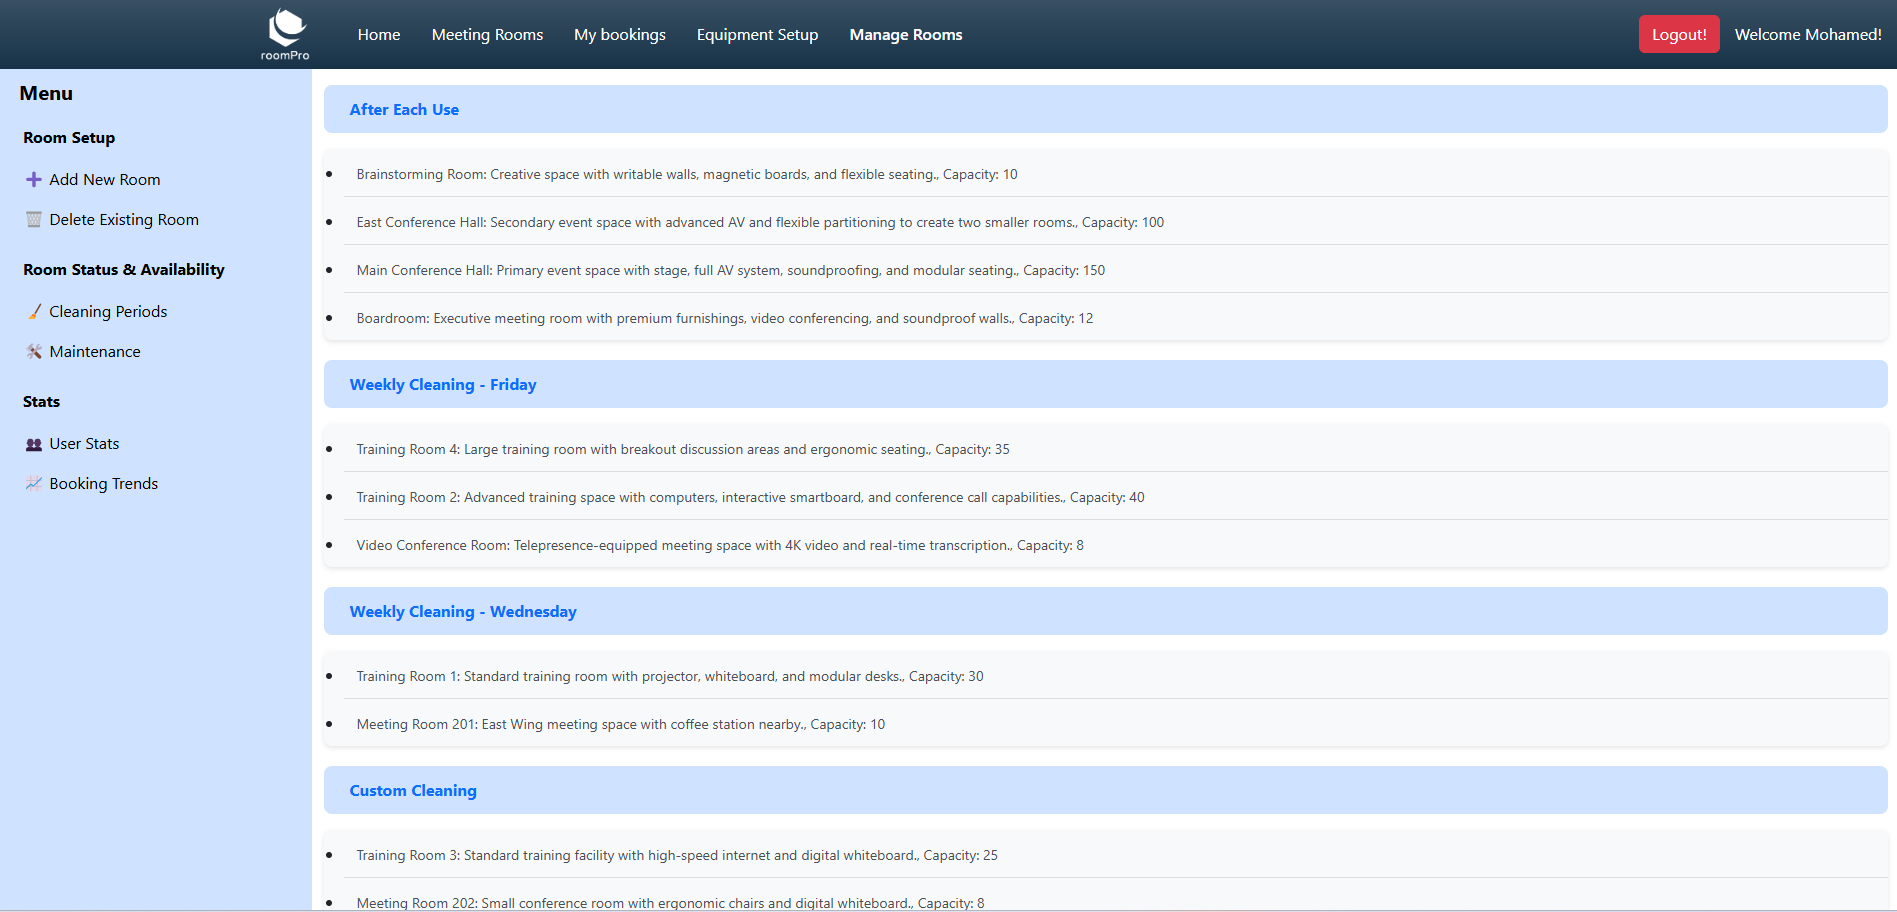 roomPro
Home Meeting Rooms My bookings Equipment Setup Manage Rooms
Logout! Welcome Mohamed!
Menu
Room Setup
Add New Room
Delete Existing Room
Room Status & Availability
Cleaning Periods
Maintenance
Stats
User Stats
Booking Trends
After Each Use
Brainstorming Room: Creative space with writable walls, magnetic boards, and flexible seating., Capacity: 10
East Conference Hall: Secondary event space with advanced AV and flexible partitioning to create two smaller rooms., Capacity: 100
Main Conference Hall: Primary event space with stage, full AV system, soundproofing, and modular seating., Capacity: 150
Boardroom: Executive meeting room with premium furnishings, video conferencing, and soundproof walls., Capacity: 12
Weekly Cleaning - Friday
Training Room 4: Large training room with breakout discussion areas and ergonomic seating., Capacity: 35
Training Room 2: Advanced training space with computers, interactive smartboard, and conference call capabilities., Capacity: 40
Video Conference Room: Telepresence-equipped meeting space with 4K video and real-time transcription., Capacity: 8
Weekly Cleaning - Wednesday
Training Room 1: Standard training room with projector, whiteboard, and modular desks., Capacity: 30
Meeting Room 201: East Wing meeting space with coffee station nearby., Capacity: 10
Custom Cleaning
Training Room 3: Standard training facility with high-speed internet and digital whiteboard., Capacity: 25
Meeting Room 202: Small conference room with ergonomic chairs and digital whiteboard., Capacity: 8